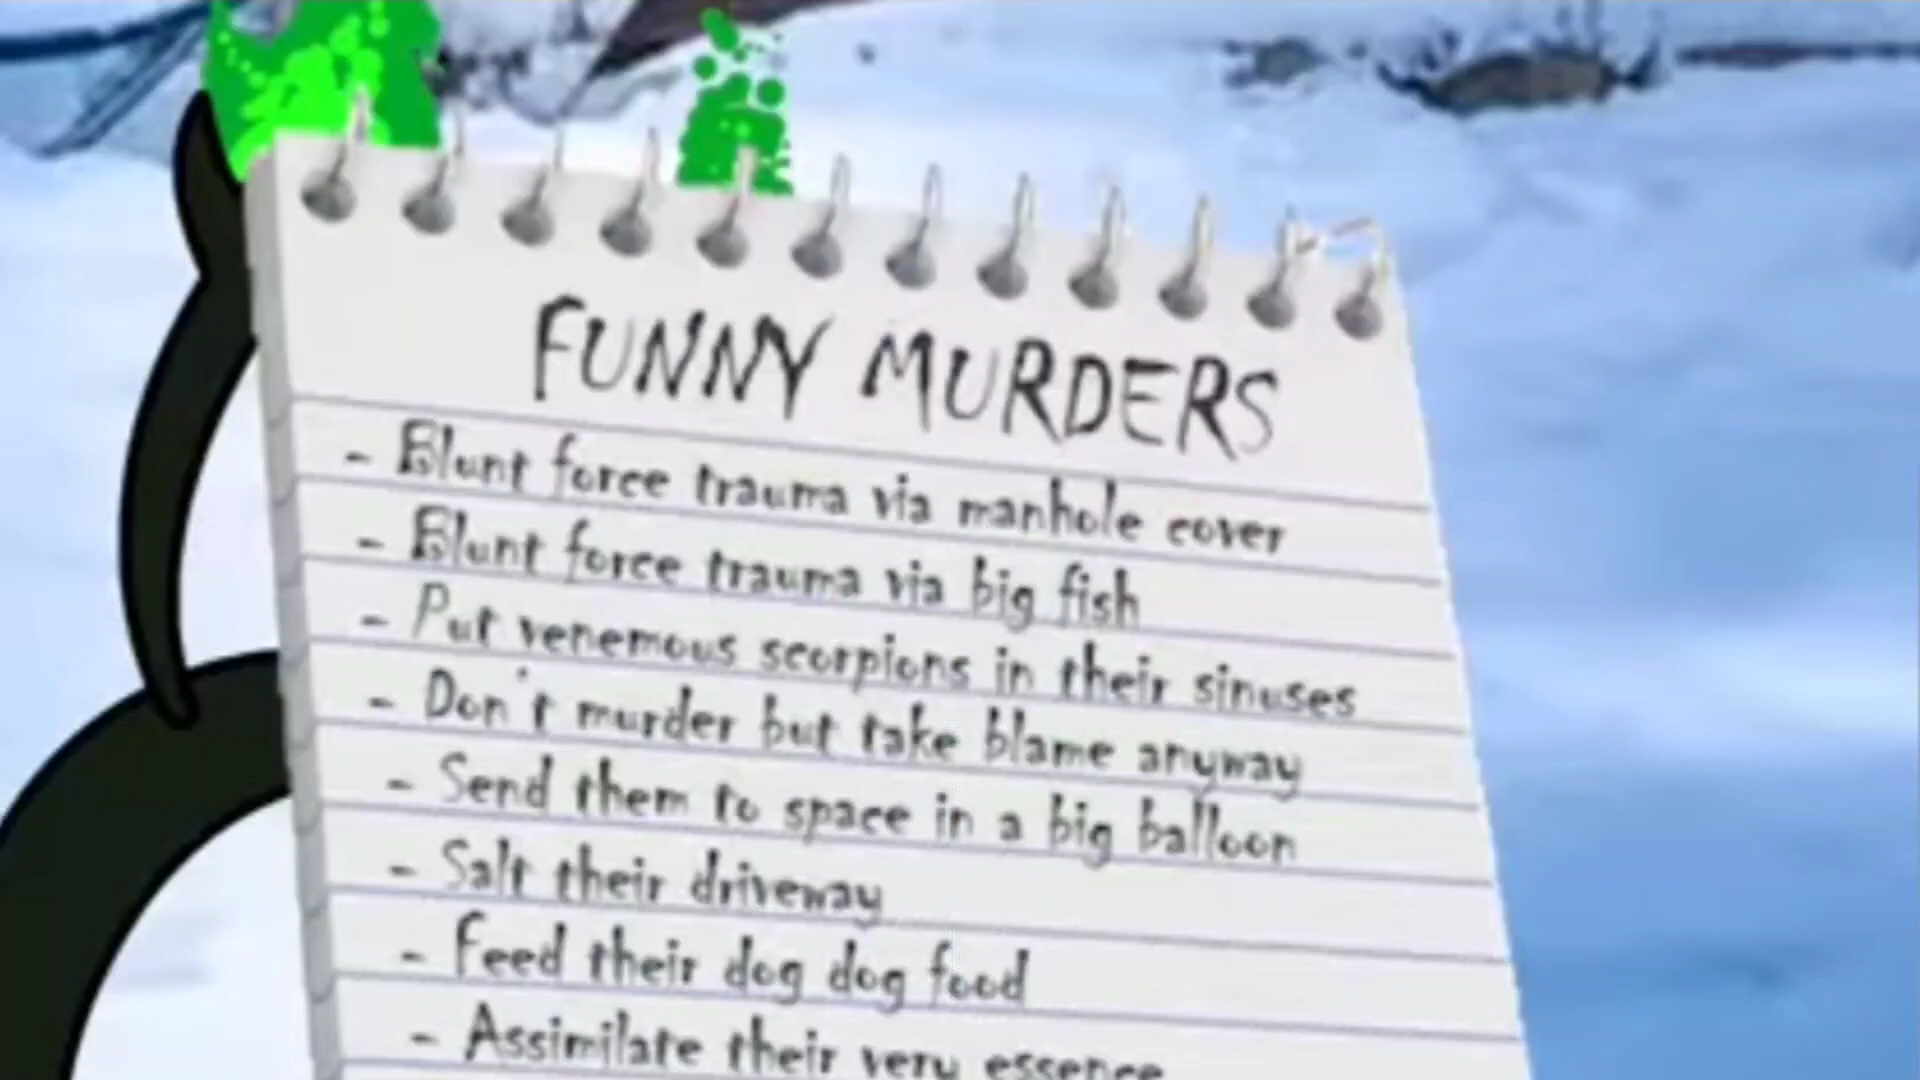 FUNNY MURDERS
- Blunt force trauma via manhole cover
- Blunt force trauma via big fish
- Put venemous scorpions in their sinuses
- Don't murder but take blame anyway
- Send them to space in a big balloon
- Salt their driveway
- Feed their dog dog food
- Assimilate their very essence